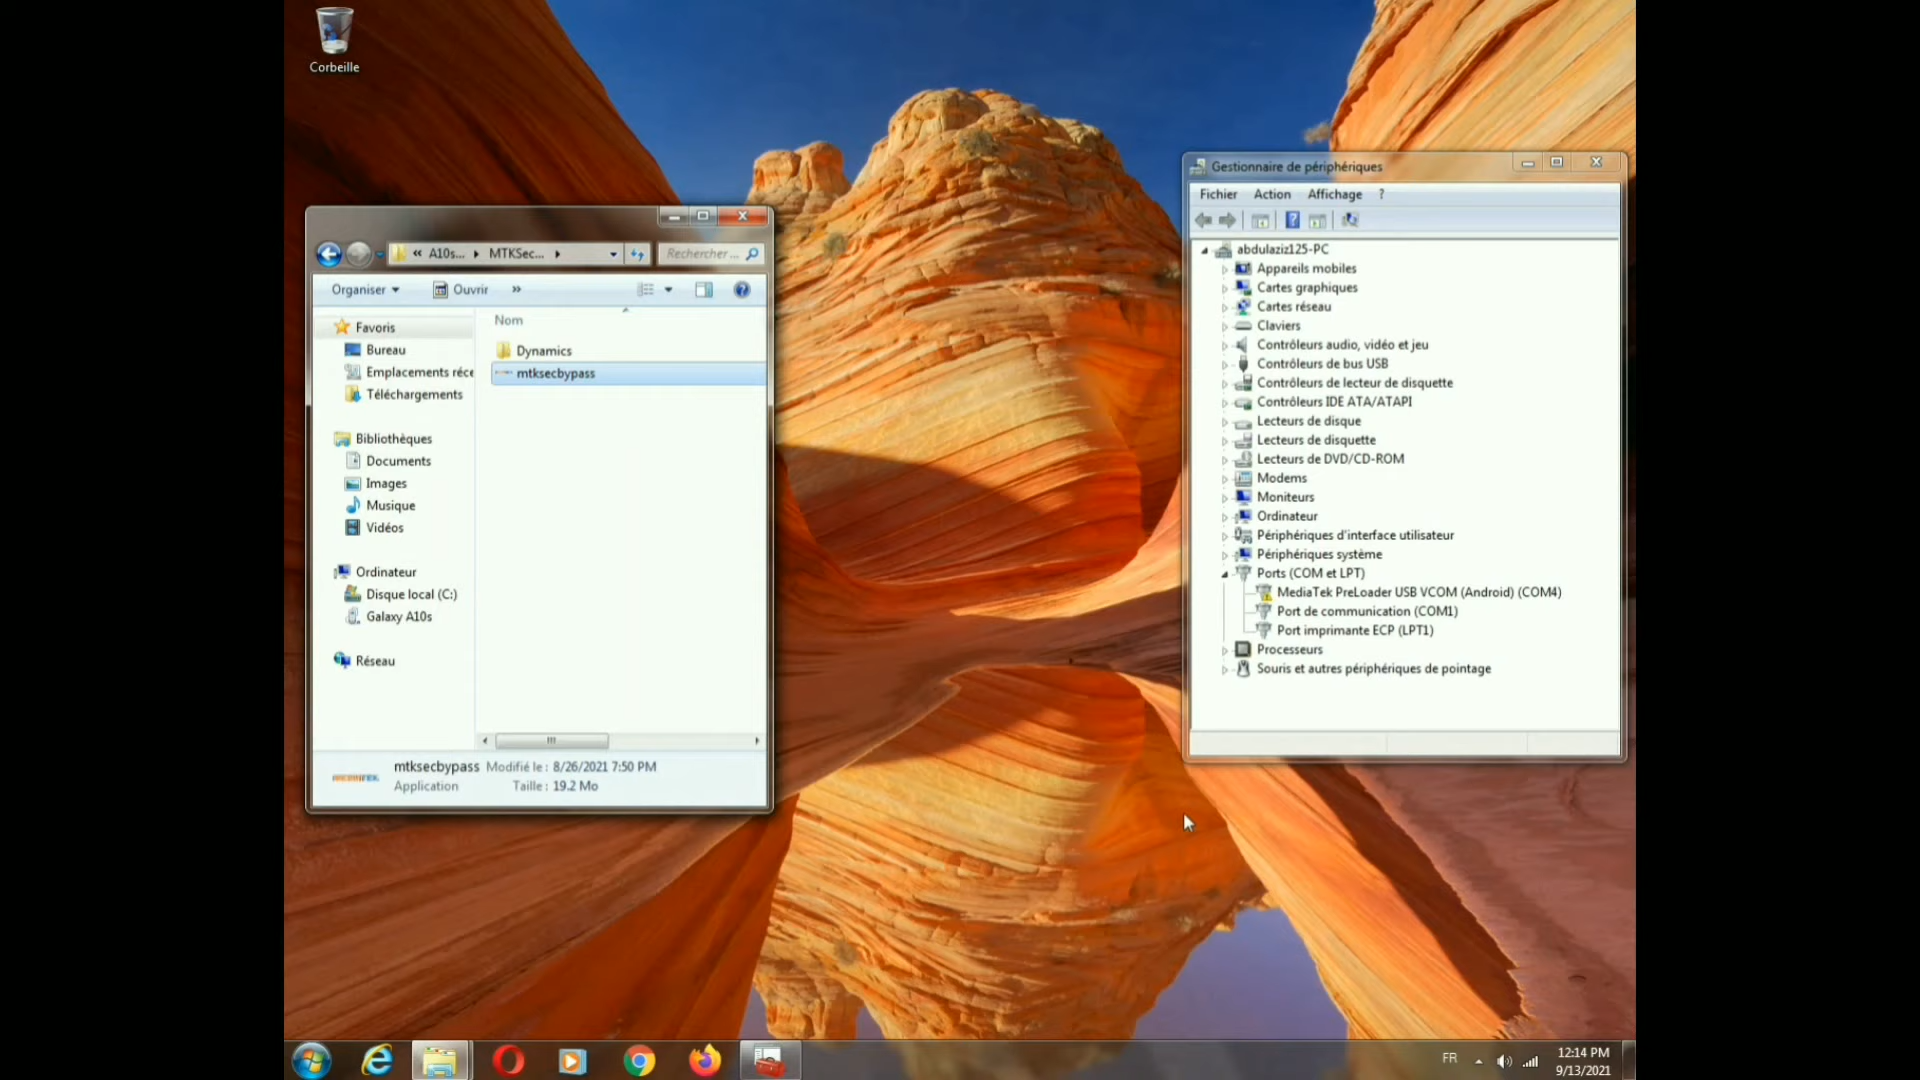 Corbeille
« A10s...
MTKSec...
Rechercher ...
Organiser
Ouvrir
»
Favoris
Bureau
Emplacements réce
Téléchargements
Bibliothèques
Documents
Images
Musique
Vidéos
Ordinateur
Disque local (C:)
Galaxy A10s
Réseau
Nom
Dynamics
mtksecbypass
mtksecbypass Modifié le : 8/26/2021 7:50 PM
Application Taille : 19.2 Mo
Gestionnaire de périphériques
Fichier Action Affichage ?
abdulaziz125-PC
Appareils mobiles
Cartes graphiques
Cartes réseau
Claviers
Contrôleurs audio, vidéo et jeu
Contrôleurs de bus USB
Contrôleurs de lecteur de disquette
Contrôleurs IDE ATA/ATAPI
Lecteurs de disque
Lecteurs de disquette
Lecteurs de DVD/CD-ROM
Modems
Moniteurs
Ordinateur
Périphériques d'interface utilisateur
Périphériques système
Ports (COM et LPT)
MediaTek PreLoader USB VCOM (Android) (COM4)
Port de communication (COM1)
Port imprimante ECP (LPT1)
Processeurs
Souris et autres périphériques de pointage
FR
12:14 PM
9/13/2021